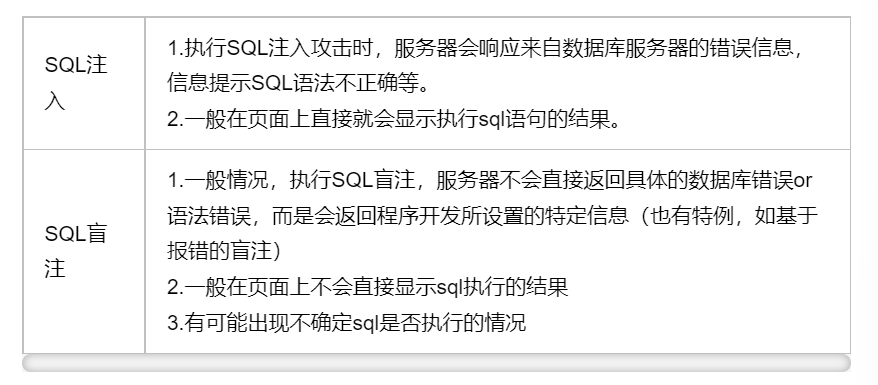 SQL注
入
1.执行SQL注入攻击时，服务器会响应来自数据库服务器的错误信息，
信息提示SQL语法不正确等。
2.一般在页面上直接就会显示执行sql语句的结果。
SQL盲
注
1.一般情况，执行SQL盲注，服务器不会直接返回具体的数据库错误or
语法错误，而是会返回程序开发所设置的特定信息（也有特例，如基于
报错的盲注）
2.一般在页面上不会直接显示sql执行的结果
3.有可能出现不确定sql是否执行的情况